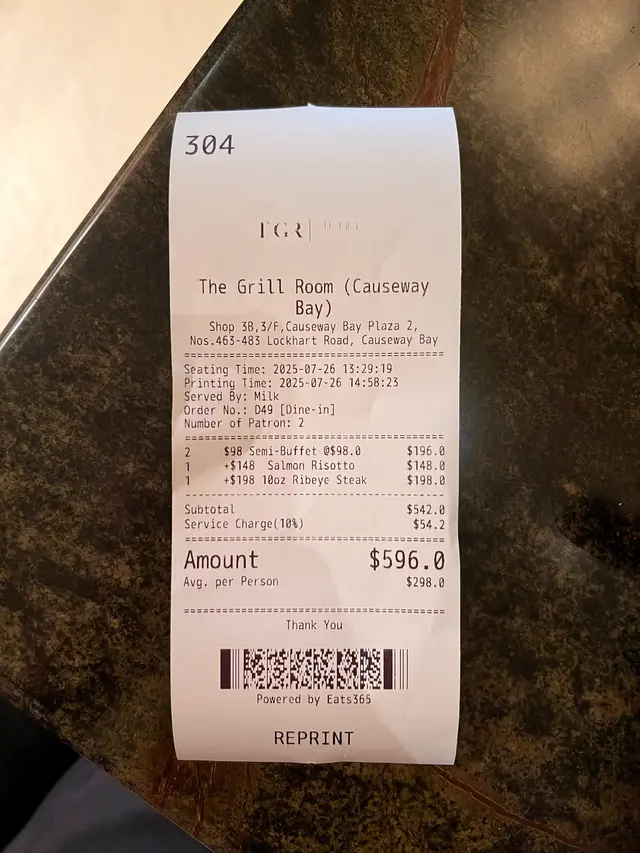 304
TGR
The Grill Room (Causeway
Bay)
Shop 3B,3/F,Causeway Bay Plaza 2,
Nos.463-483 Lockhart Road, Causeway Bay
Seating Time: 2025-07-26 13:29:19
Printing Time: 2025-07-26 14:58:23
Served By: Milk
Order No.: D49 [Dine-in]
Number of Patron: 2
2 $98 Semi-Buffet @$98.0 $196.0
1 +$148 Salmon Risotto $148.0
1 +$198 10oz Ribeye Steak $198.0
Subtotal $542.0
Service Charge(10%) $54.2
Amount $596.0
Avg. per Person $298.0
Thank You
Powered by Eats365
REPRINT